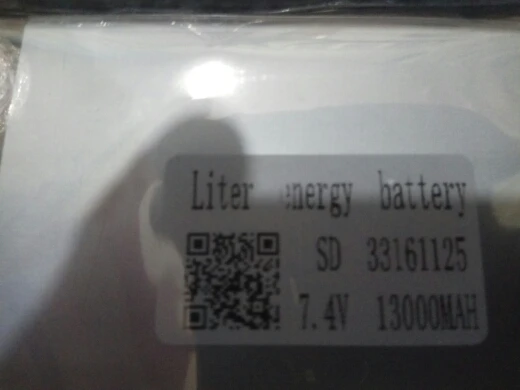 Liter energy battery
SD 33161125
7.4V 13000MAH